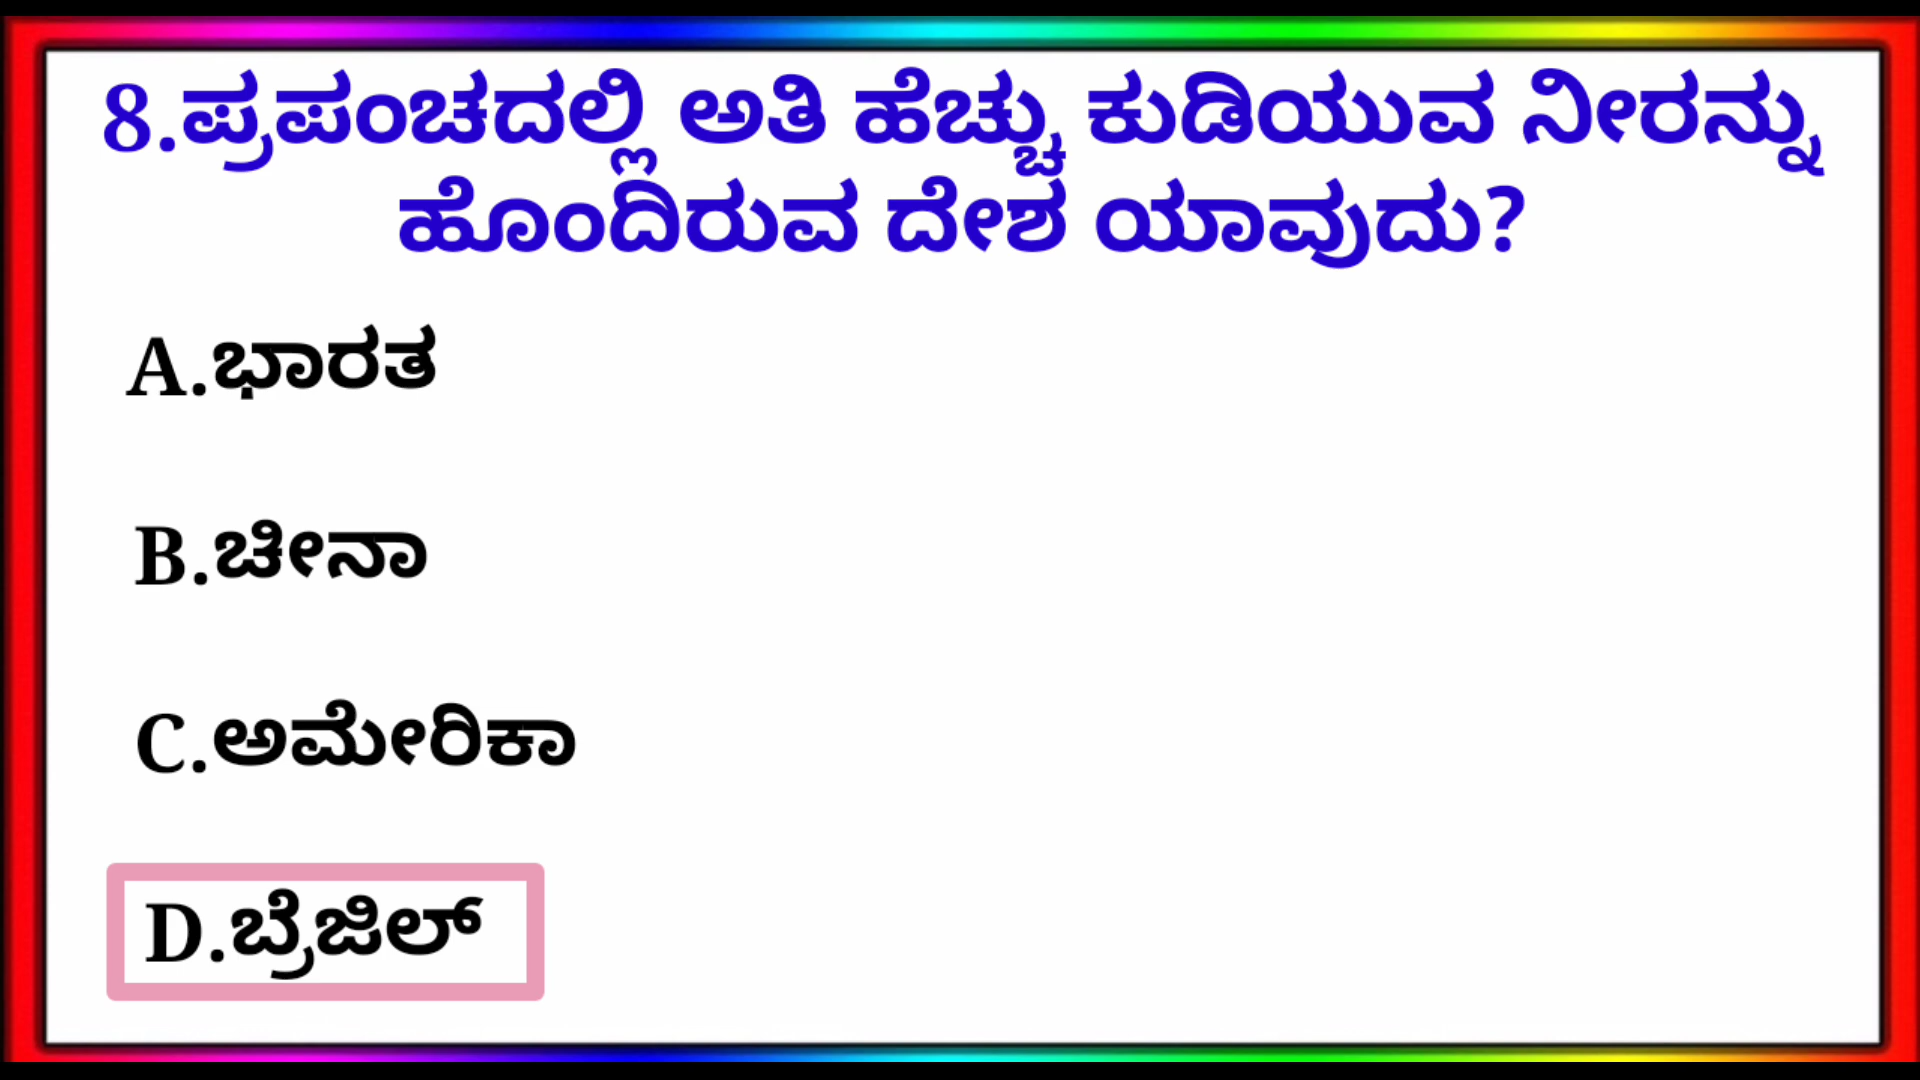 8.ಪ್ರಪಂಚದಲ್ಲಿ ಅತಿ ಹೆಚ್ಚು ಕುಡಿಯುವ ನೀರನ್ನು
ಹೊಂದಿರುವ ದೇಶ ಯಾವುದು?
A.ಭಾರತ
B.ಚೀನಾ
C.ಅಮೇರಿಕಾ
D.ಬ್ರೆಜಿಲ್